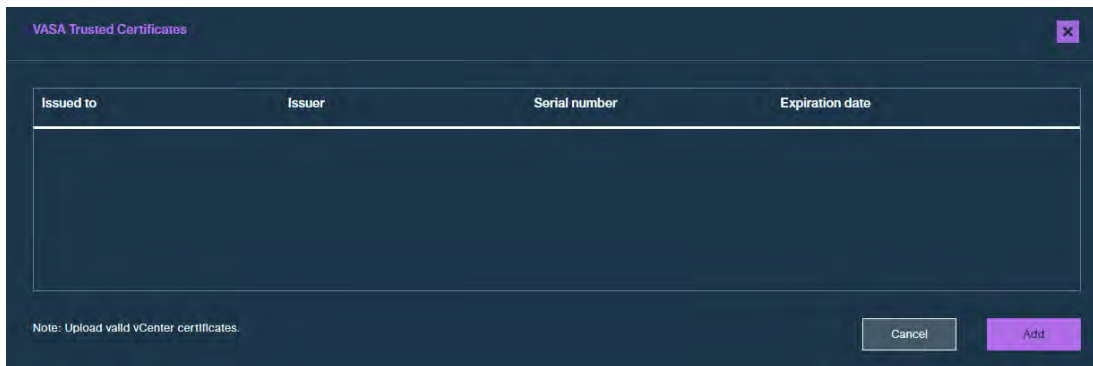 VASA Trusted Certificates
Issued to Issuer Serial number Expiration date
Note: Upload valid vCenter certificates.
Cancel Add